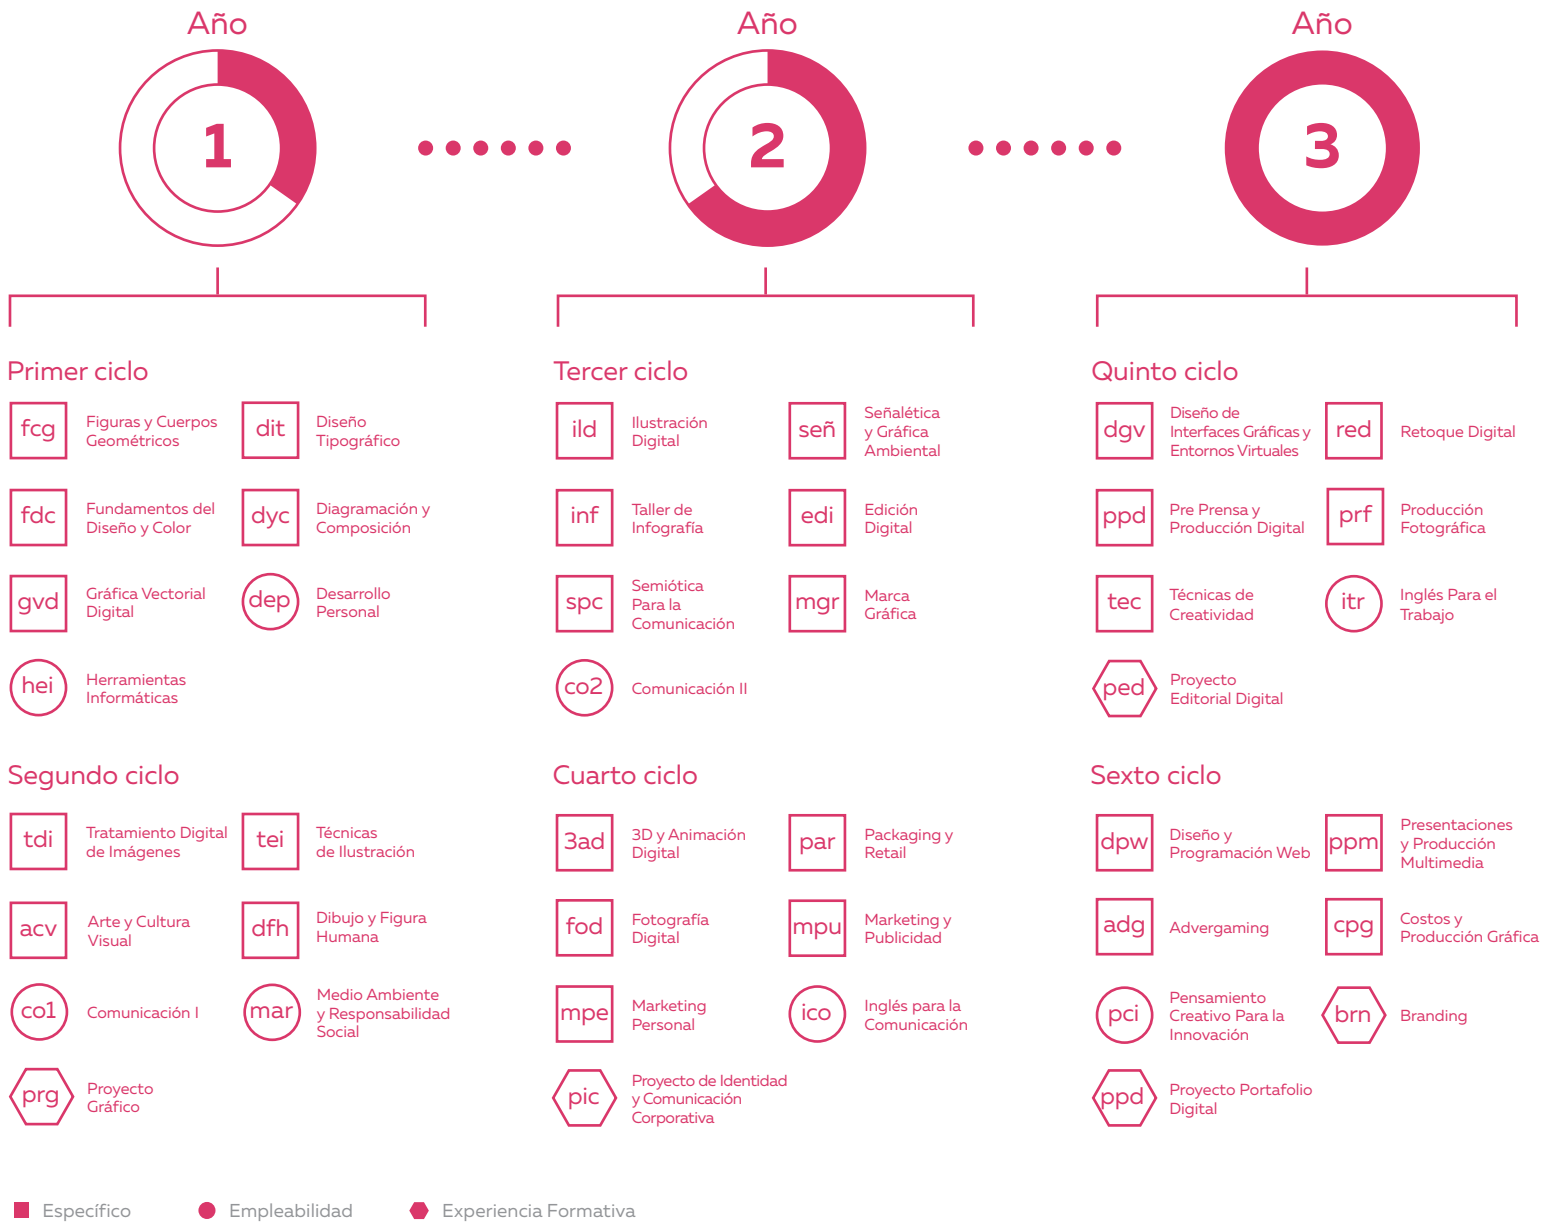 Año
1
Año
2
Año
3
Primer ciclo
fcg
Figuras y Cuerpos
Geométricos
dit
Diseño
Tipográfico
fdc
Fundamentos del
Diseño y Color
dyc
Diagramación y
Composición
gvd
Gráfica Vectorial
Digital
dep
Desarrollo
Personal
hei
Herramientas
Informáticas
Segundo ciclo
tdi
Tratamiento Digital
de Imágenes
tei
Técnicas
de Ilustración
acv
Arte y Cultura
Visual
dfh
Dibujo y Figura
Humana
co1
Comunicación I
mar
Medio Ambiente
y Responsabilidad
Social
prg
Proyecto
Gráfico
Tercer ciclo
ild
Ilustración
Digital
señ
Señalética
y Gráfica
Ambiental
inf
Taller de
Infografía
edi
Edición
Digital
spc
Semiótica
Para la
Comunicación
mgr
Marca
Gráfica
co2
Comunicación II
Cuarto ciclo
3ad
3D y Animación
Digital
par
Packaging y
Retail
fod
Fotografía
Digital
mpu
Marketing y
Publicidad
mpe
Marketing
Personal
ico
Inglés para la
Comunicación
pic
Proyecto de Identidad
y Comunicación
Corporativa
Quinto ciclo
dgv
Diseño de
Interfaces Gráficas y
Entornos Virtuales
red
Retoque Digital
ppd
Pre Prensa y
Producción Digital
prf
Producción
Fotográfica
tec
Técnicas de
Creatividad
itr
Inglés Para el
Trabajo
ped
Proyecto
Editorial Digital
Sexto ciclo
dpw
Diseño y
Programación Web
ppm
Presentaciones
y Producción
Multimedia
adg
Advergaming
cpg
Costos y
Producción Gráfica
pci
Pensamiento
Creativo Para la
Innovación
brn
Branding
ppd
Proyecto Portafolio
Digital
Específico
Empleabilidad
Experiencia Formativa